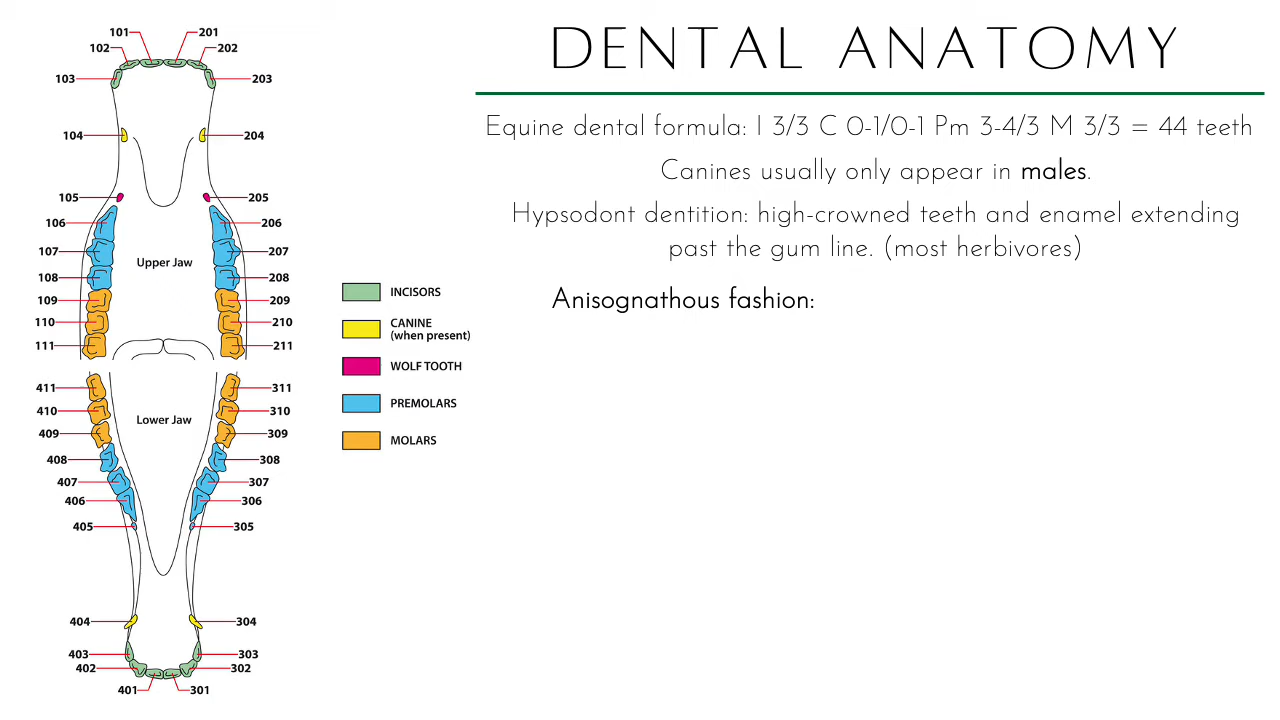 DENTAL ANATOMY
Equine dental formula: I 3/3 C 0-1/0-1 Pm 3-4/3 M 3/3 = 44 teeth
Canines usually only appear in males.
Hypsodont dentition: high-crowned teeth and enamel extending
past the gum line. (most herbivores)
Anisognathous fashion:
101 201
102 202
103 203
104 204
105 205
106 206
107 207
Upper Jaw
108 208
109 209
110 210
111 211
411 311
410 310
Lower Jaw
409 309
408 308
407 307
406 306
405 305
404 304
403 303
402 302
401 301
INCISORS
CANINE
(when present)
WOLF TOOTH
PREMOLARS
MOLARS